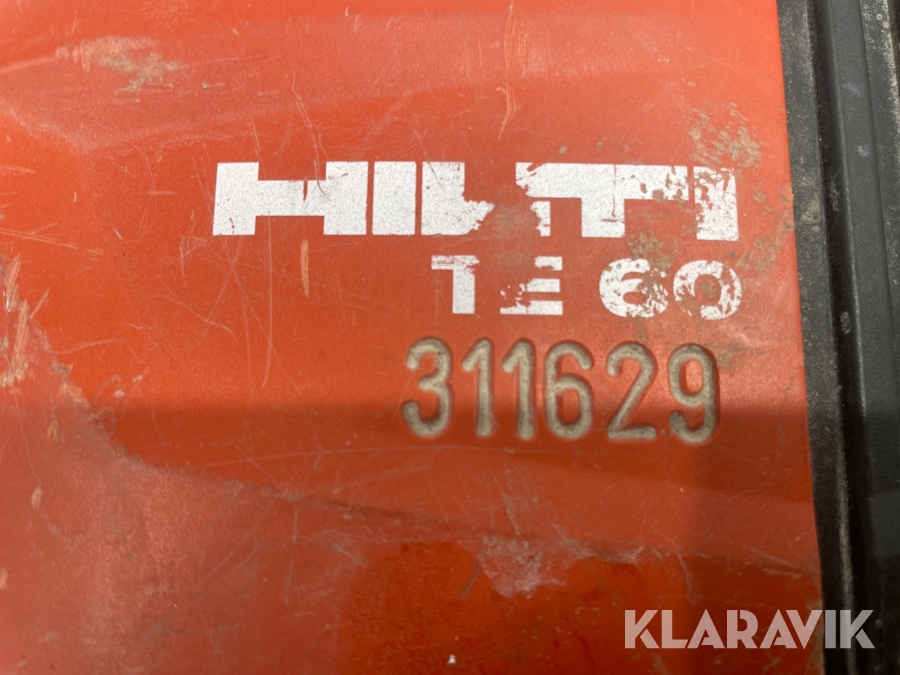 HILTI
TE 60
311629
KLARAVIK